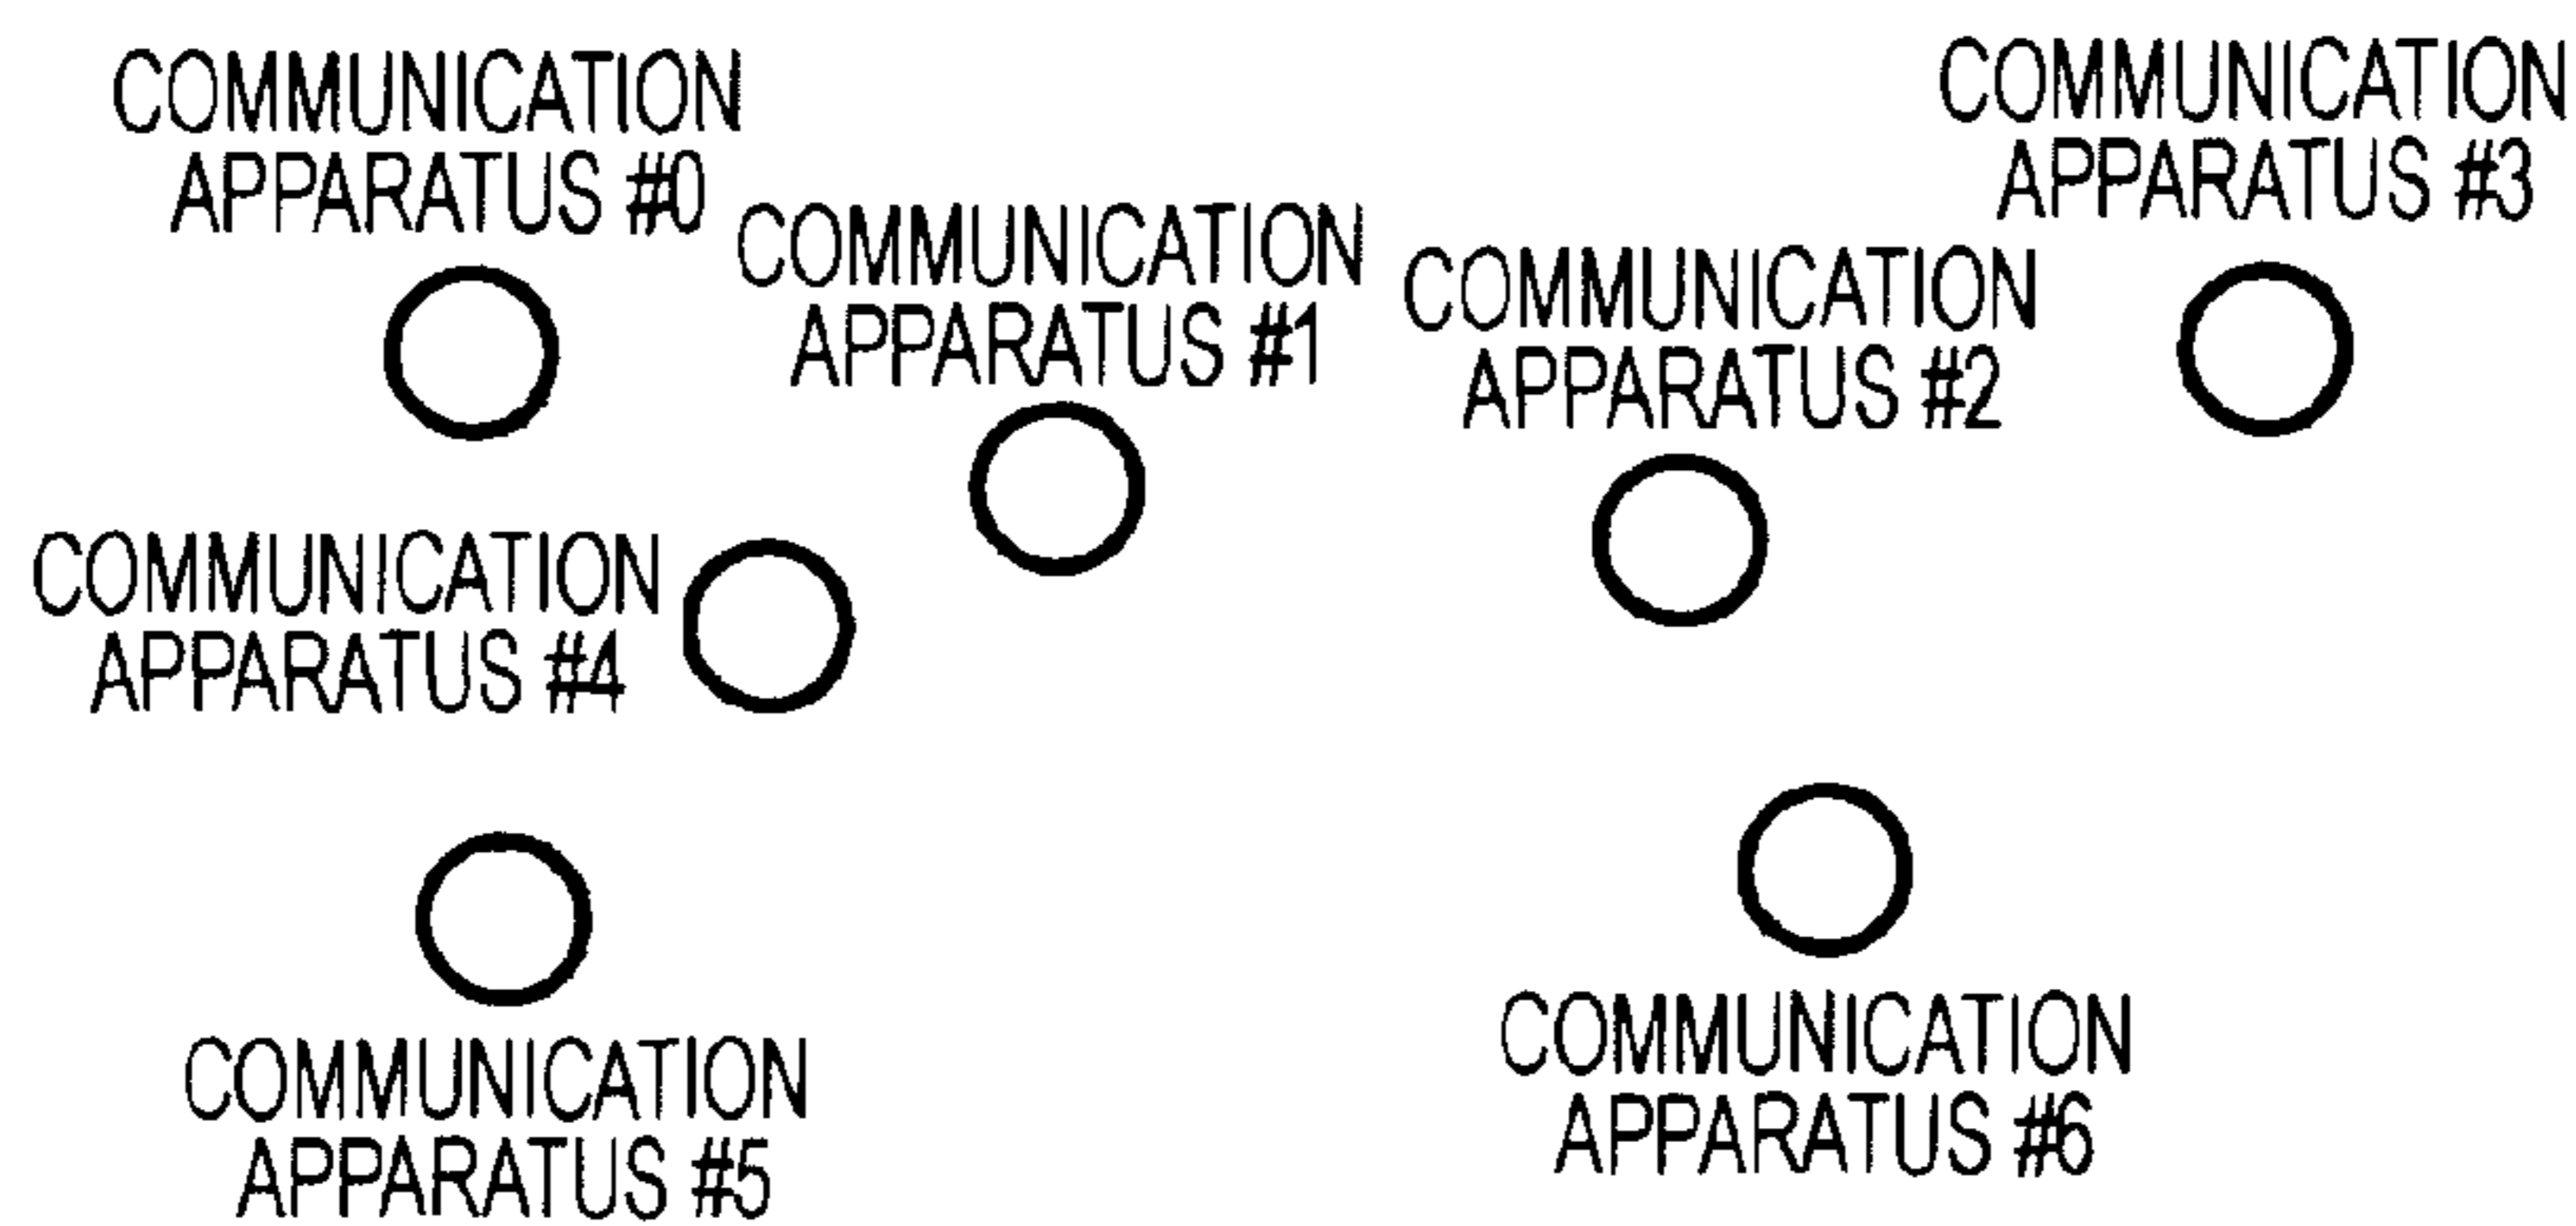 COMMUNICATION
APPARATUS #0
COMMUNICATION
APPARATUS #1
COMMUNICATION
APPARATUS #2
COMMUNICATION
APPARATUS #3
COMMUNICATION
APPARATUS #4
COMMUNICATION
APPARATUS #5
COMMUNICATION
APPARATUS #6